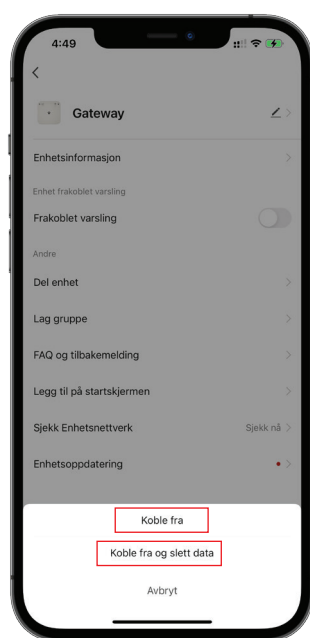 4:49
Gateway
Enhetsinformasjon
Enhet frakoblet varsling
Frakoblet varsling
Andre
Del enhet
Lag gruppe
FAQ og tilbakemelding
Legg til på startskjermen
Sjekk Enhetsnettverk Sjekk nå
Enhetsoppdatering
Koble fra
Koble fra og slett data
Avbryt